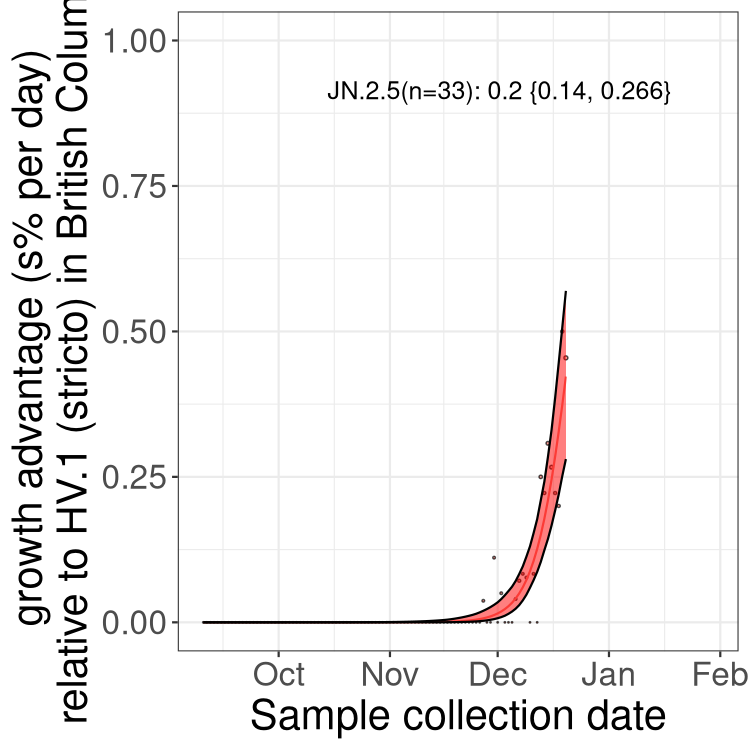 growth advantage (s% per day)
relative to HV.1 (stricto) in British Colum
1.00
0.75
0.50
0.25
0.00
JN.2.5(n=33): 0.2 {0.14, 0.266}
Oct Nov Dec Jan Feb
Sample collection date